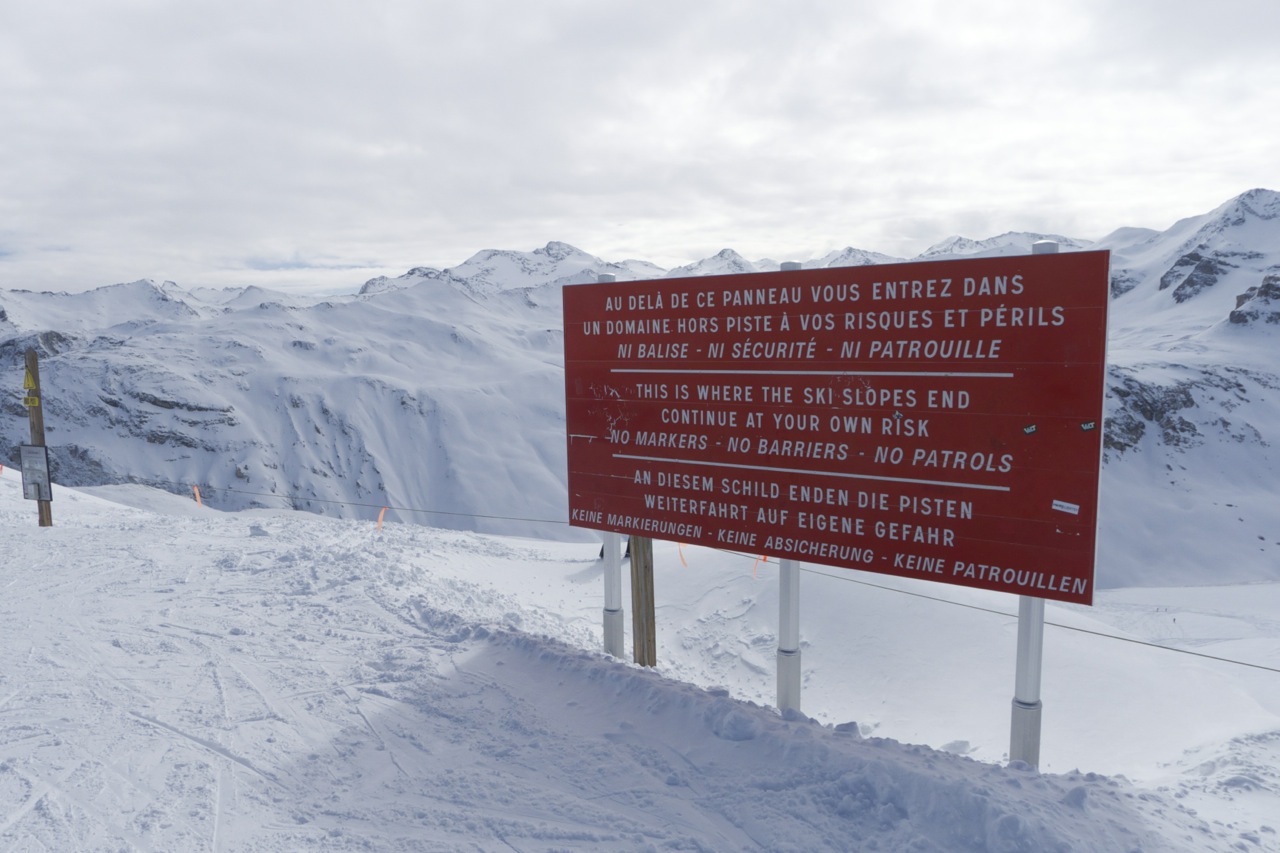 AU DELÀ DE CE PANNEAU VOUS ENTREZ DANS
UN DOMAINE HORS PISTE À VOS RISQUES ET PÉRILS
NI BALISE - NI SÉCURITÉ - NI PATROUILLE
THIS IS WHERE THE SKI SLOPES END
CONTINUE AT YOUR OWN RISK
NO MARKERS - NO BARRIERS - NO PATROLS
AN DIESEM SCHILD ENDEN DIE PISTEN
WEITERFAHRT AUF EIGENE GEFAHR
KEINE MARKIERUNGEN - KEINE ABSICHERUNG - KEINE PATROUILLEN